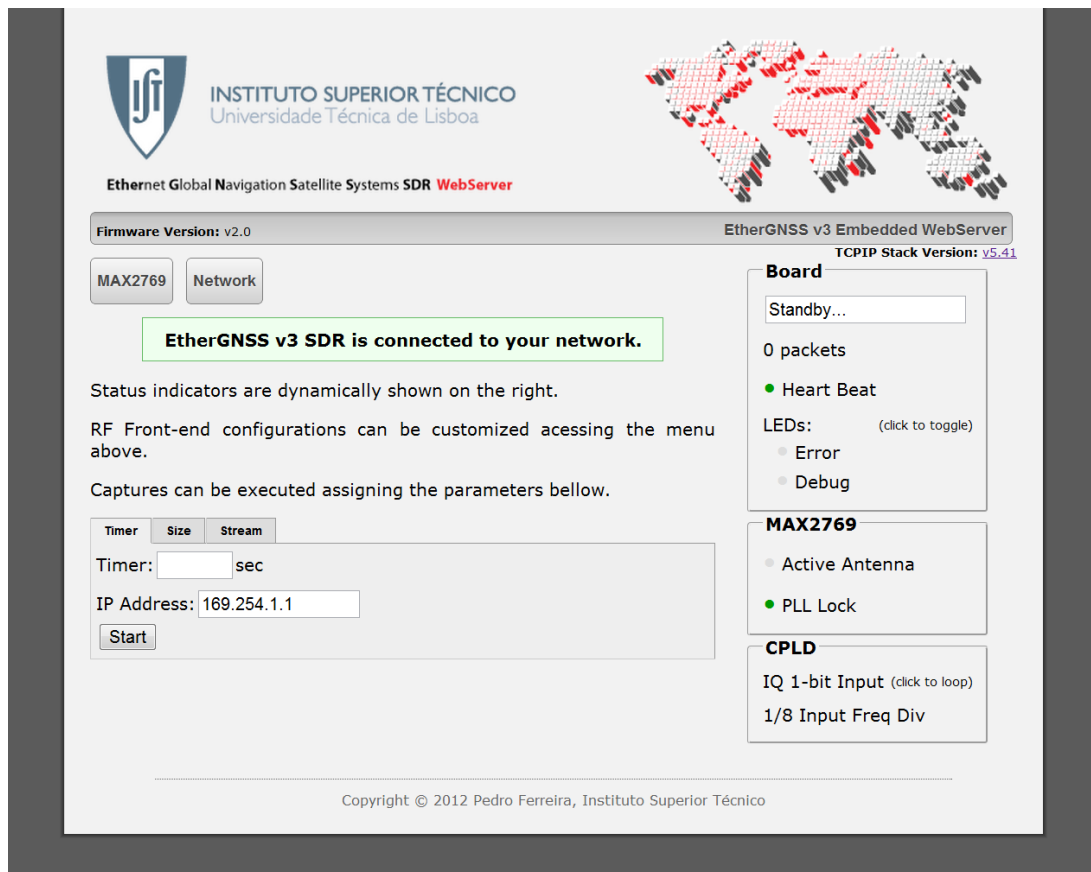 IST
INSTITUTO SUPERIOR TÉCNICO
Universidade Técnica de Lisboa
Ethernet Global Navigation Satellite Systems SDR WebServer
Firmware Version: v2.0
EtherGNSS v3 Embedded WebServer
TCPIP Stack Version: v5.41
MAX2769
Network
EtherGNSS v3 SDR is connected to your network.
Status indicators are dynamically shown on the right.
RF Front-end configurations can be customized acessing the menu
above.
Captures can be executed assigning the parameters bellow.
Timer
Size
Stream
Timer: sec
IP Address: 169.254.1.1
Start
Board
Standby...
0 packets
Heart Beat
LEDs: (click to toggle)
Error
Debug
MAX2769
Active Antenna
PLL Lock
CPLD
IQ 1-bit Input (click to loop)
1/8 Input Freq Div
Copyright © 2012 Pedro Ferreira, Instituto Superior Técnico